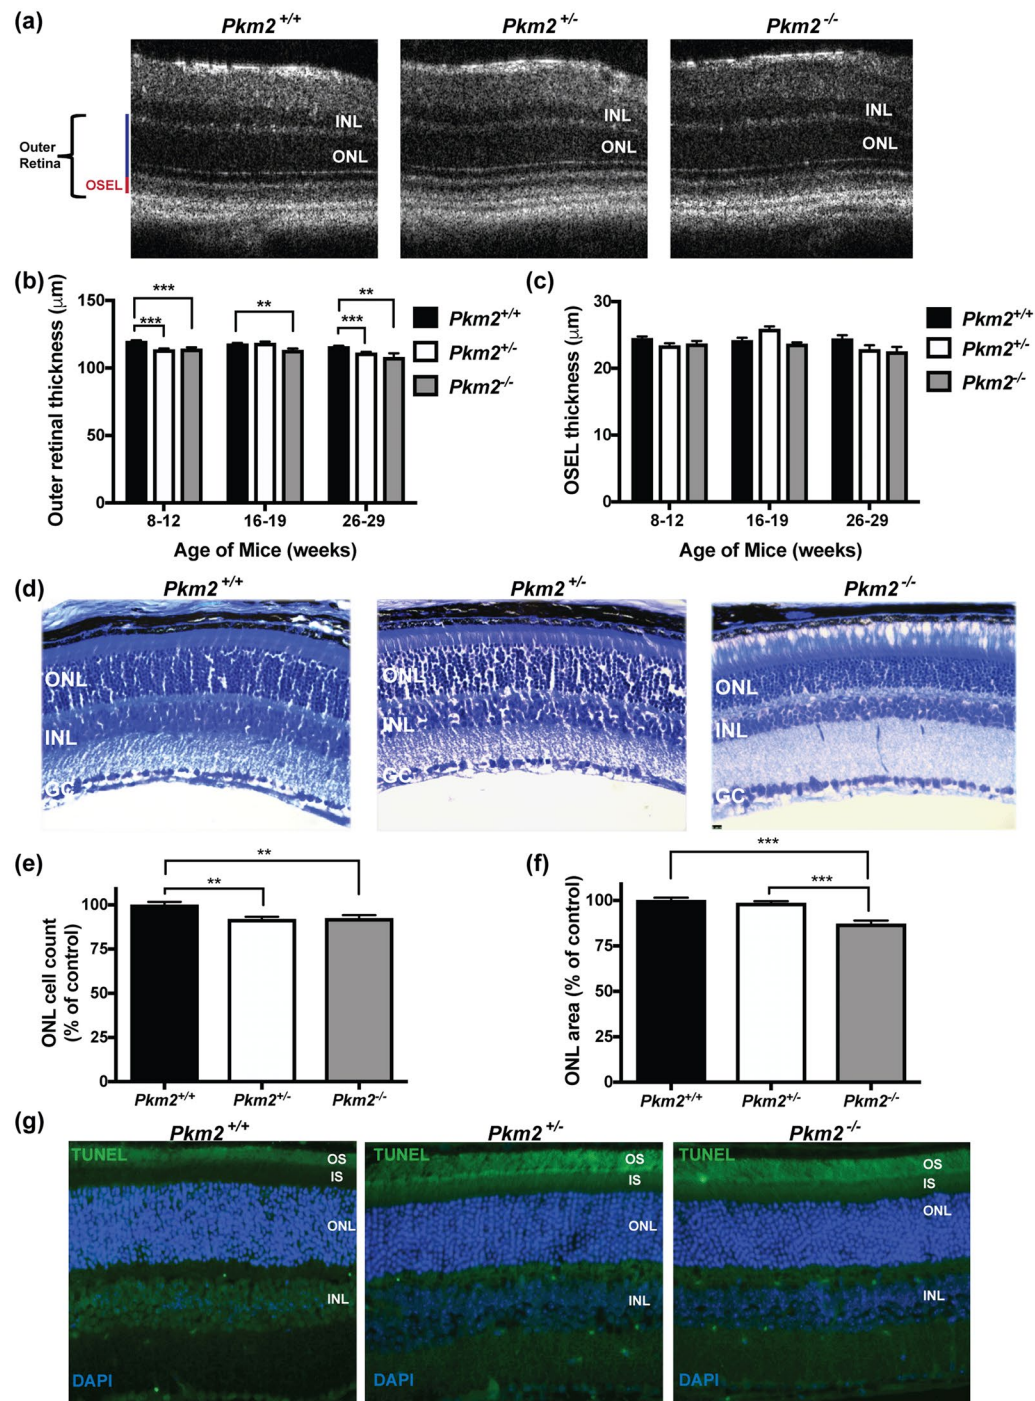 (a)
Pkm2+/+
Pkm2+/-
Pkm2-/-
Outer
Retina
OSEL
INL
ONL
INL
ONL
INL
ONL
(b)
Outer retinal thickness (μm)
150
100
50
0
***
***
**
**
***
8-12
16-19
26-29
Age of Mice (weeks)
Pkm2+/+
Pkm2+/-
Pkm2-/-
(c)
OSEL thickness (μm)
30
20
10
0
8-12
16-19
26-29
Age of Mice (weeks)
Pkm2+/+
Pkm2+/-
Pkm2-/-
(d)
Pkm2+/+
Pkm2+/-
Pkm2-/-
ONL
INL
GC
ONL
INL
GC
ONL
INL
GC
(e)
ONL cell count
(% of control)
100
75
50
25
0
**
**
Pkm2+/+
Pkm2+/-
Pkm2-/-
(f)
ONL area (% of control)
100
75
50
25
0
***
***
Pkm2+/+
Pkm2+/-
Pkm2-/-
(g)
Pkm2+/+
Pkm2+/-
Pkm2-/-
TUNEL
OS
IS
ONL
INL
DAPI
TUNEL
OS
IS
ONL
INL
DAPI
TUNEL
OS
IS
ONL
INL
DAPI